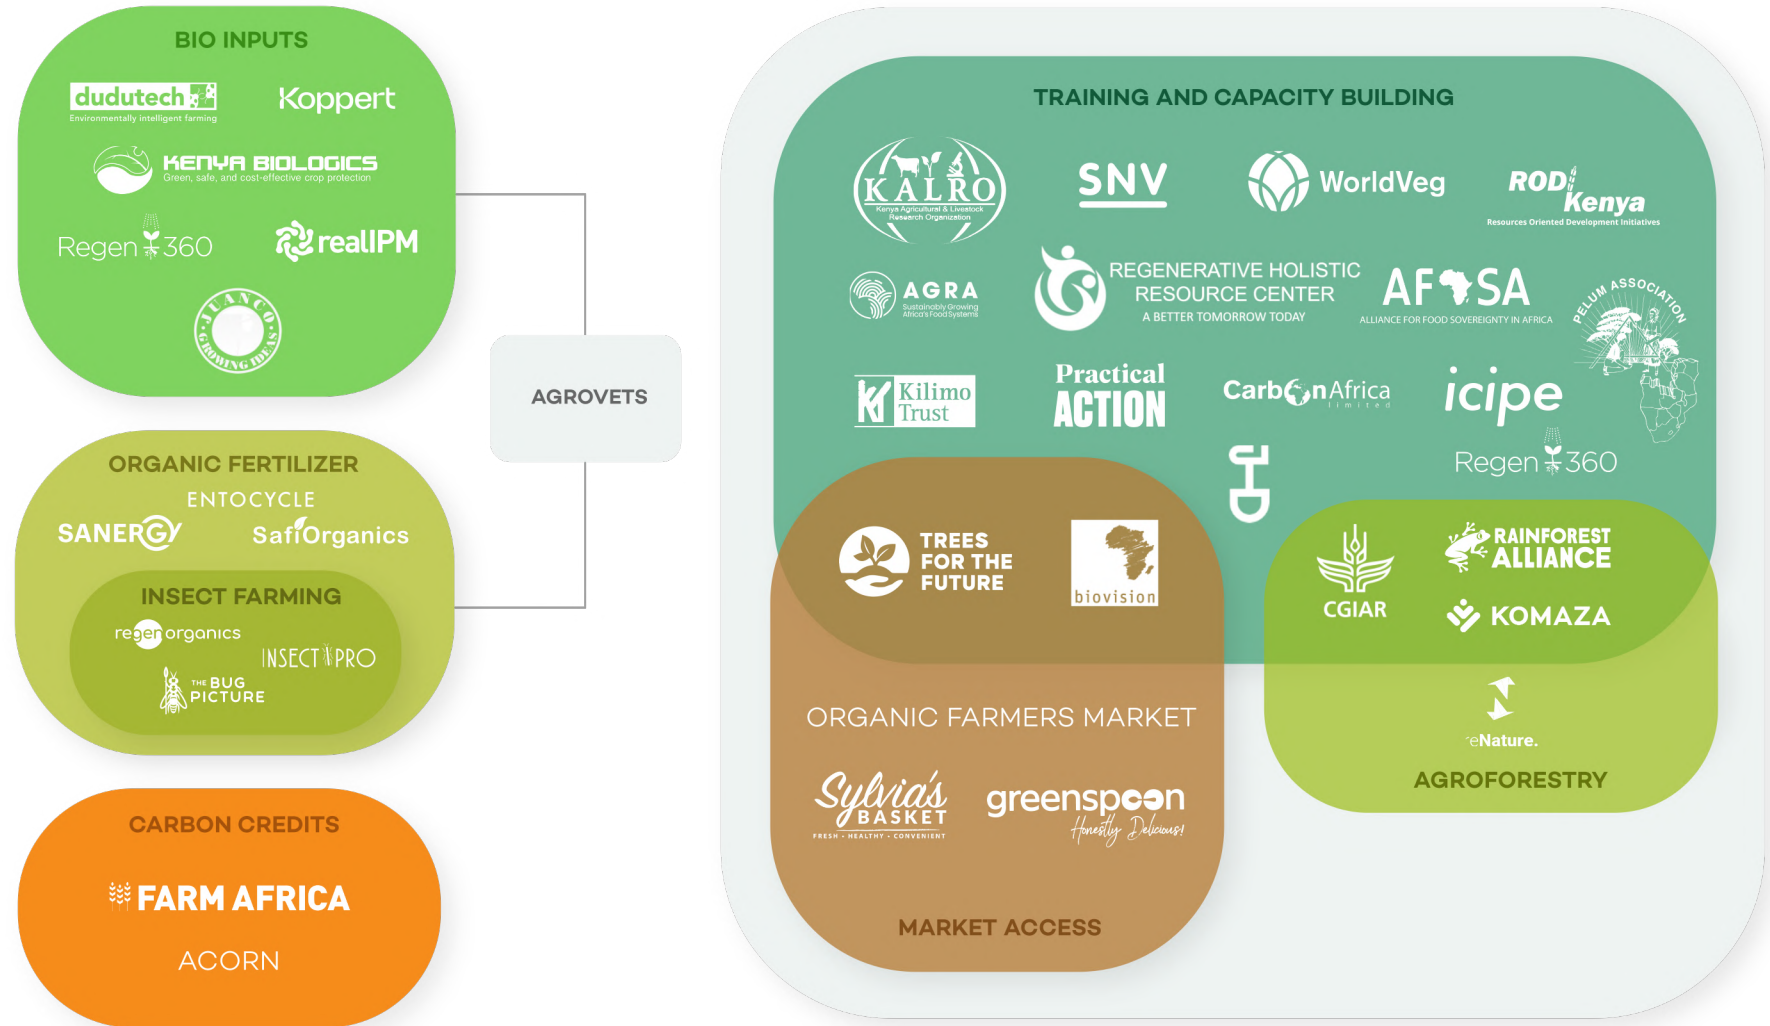 BIO INPUTS
dudutech
Environmentally intelligent farming
Koppert
KENYA BIOLOGICS
Green, safe, and cost-effective crop protection
Regen 360
realIPM
JUANCO
GROWING IDEAS
ORGANIC FERTILIZER
ENTOCYCLE
SANERGY
SafiOrganics
INSECT FARMING
regenorganics
INSECTIPRO
THE BUG
PICTURE
CARBON CREDITS
FARM AFRICA
ACORN
AGROVETS
TRAINING AND CAPACITY BUILDING
KALRO
Kenya Agricultural & Livestock
Research Organization
SNV
WorldVeg
RODI
Kenya
Resources Oriented Development Initiatives
AGRA
Sustainably Growing
Africa's Food Systems
REGENERATIVE HOLISTIC
RESOURCE CENTER
A BETTER TOMORROW TODAY
AFSA
ALLIANCE FOR FOOD SOVEREIGNTY IN AFRICA
PELUM ASSOCIATION
Kilimo
Trust
Practical
ACTION
CarbonAfrica
limited
icipe
Regen 360
TREES
FOR THE
FUTURE
biovision
CGIAR
RAINFOREST
ALLIANCE
KOMAZA
ORGANIC FARMERS MARKET
Sylvia's
BASKET
FRESH • HEALTHY • CONVENIENT
greenspoon
Honestly Delicious!
MARKET ACCESS
reNature.
AGROFORESTRY